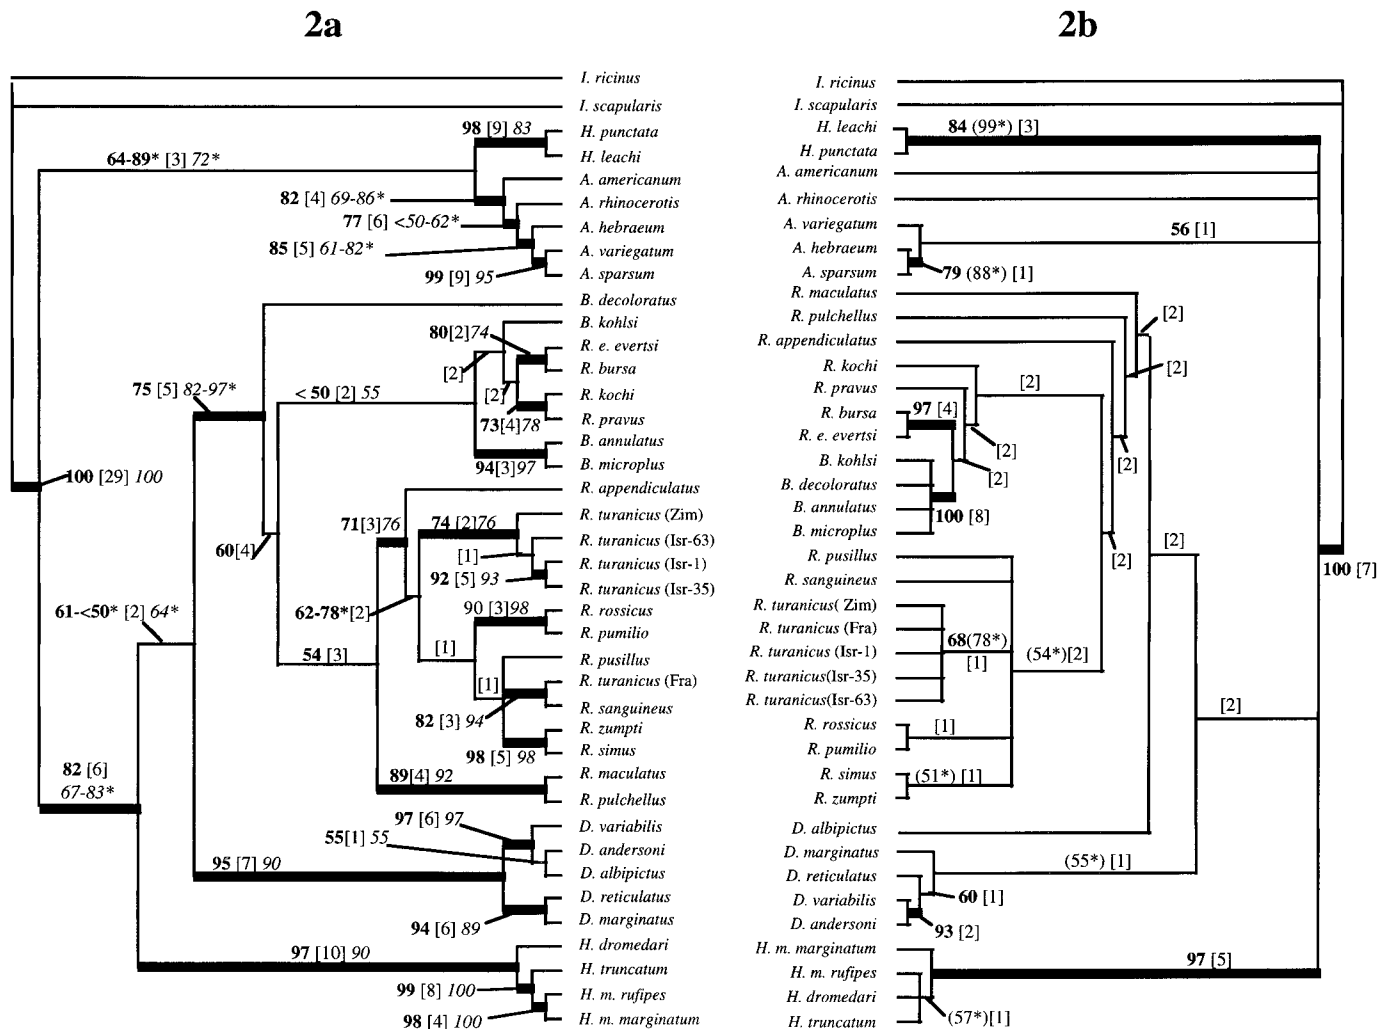 2a
I. ricinus
I. scapularis
98 [9] 83
H. punctata
64-89* [3] 72*
H. leachi
A. americanum
82 [4] 69-86*
A. rhinocerotis
77 [6] <50-62*
A. hebraeum
85 [5] 61-82*
A. variegatum
99 [9] 95
A. sparsum
B. decoloratus
B. kohlsi
80[2]74
R. e. evertsi
[2]
R. bursa
75 [5] 82-97*
< 50 [2] 55
[2]
R. kochi
73[4]78
R. pravus
B. annulatus
94[3]97
B. microplus
100 [29] 100
R. appendiculatus
71[3]76
74 [2]76
R. turanicus (Zim)
60[4]
[1]
R. turanicus (Isr-63)
R. turanicus (Isr-1)
92 [5] 93
R. turanicus (Isr-35)
61-<50* [2] 64*
62-78*[2]
90 [3]98
R. rossicus
R. pumilio
54 [3]
[1]
R. pusillus
[1]
R. turanicus (Fra)
82 [3] 94
R. sanguineus
R. zumpti
98 [5] 98
R. simus
82 [6]
67-83*
89[4] 92
R. maculatus
R. pulchellus
97 [6] 97
D. variabilis
55[1] 55
D. andersoni
95 [7] 90
D. albipictus
D. reticulatus
94 [6] 89
D. marginatus
97 [10] 90
H. dromedari
H. truncatum
99 [8] 100
H. m. rufipes
98 [4] 100
H. m. marginatum
2b
I. ricinus
I. scapularis
H. leachi
84 (99*) [3]
H. punctata
A. americanum
A. rhinocerotis
A. variegatum
56 [1]
A. hebraeum
A. sparsum
79 (88*) [1]
R. maculatus
R. pulchellus
[2]
R. appendiculatus
R. kochi
[2]
[2]
R. pravus
R. bursa
97 [4]
R. e. evertsi
[2]
B. kohlsi
[2]
[2]
B. decoloratus
B. annulatus
100 [8]
B. microplus
R. pusillus
[2]
[2]
100 [7]
R. sanguineus
R. turanicus( Zim)
R. turanicus (Fra)
68(78*)
R. turanicus (Isr-1)
[1]
(54*)[2]
R. turanicus(Isr-35)
R. turanicus(Isr-63)
[2]
R. rossicus
[1]
R. pumilio
R. simus
(51*) [1]
R. zumpti
D. albipictus
D. marginatus
(55*) [1]
D. reticulatus
60 [1]
D. variabilis
D. andersoni
93 [2]
H. m. marginatum
97 [5]
H. m. rufipes
H. dromedari
(57*)[1]
H. truncatum